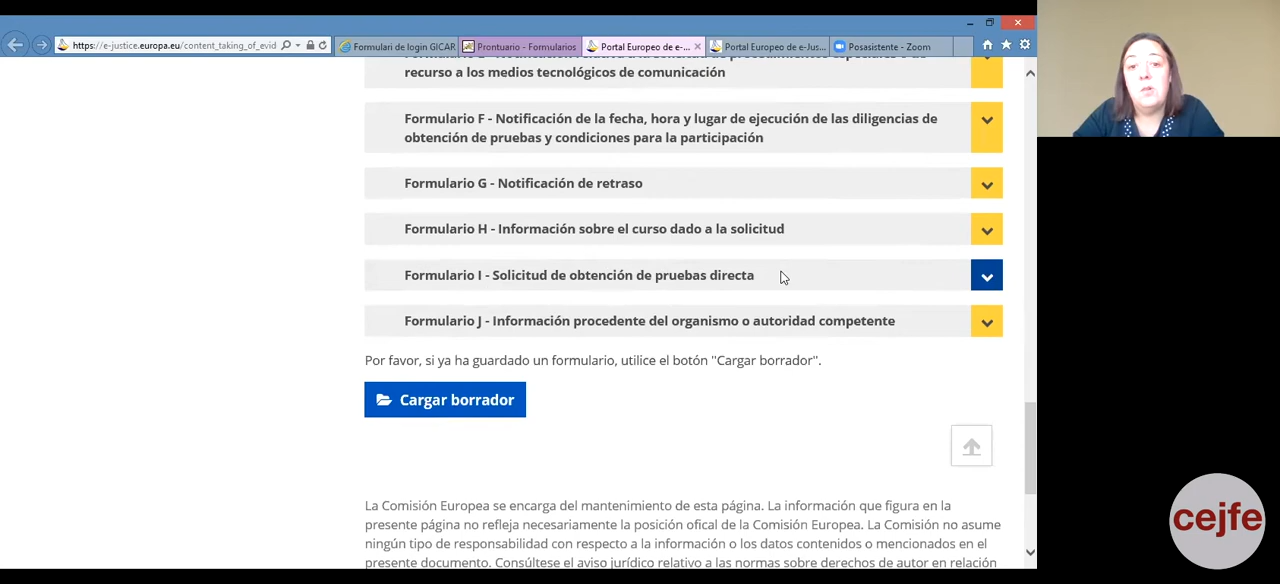 https://e-justice.europa.eu/content_taking_of_evid
Formulari de login GICAR
Prontuario - Formularios
Portal Europeo de e-...
Portal Europeo de e-Jus...
Posasistente - Zoom
recurso a los medios tecnológicos de comunicación
Formulario F - Notificación de la fecha, hora y lugar de ejecución de las diligencias de
obtención de pruebas y condiciones para la participación
Formulario G - Notificación de retraso
Formulario H - Información sobre el curso dado a la solicitud
Formulario I - Solicitud de obtención de pruebas directa
Formulario J - Información procedente del organismo o autoridad competente
Por favor, si ya ha guardado un formulario, utilice el botón "Cargar borrador".
Cargar borrador
La Comisión Europea se encarga del mantenimiento de esta página. La información que figura en la
presente página no refleja necesariamente la posición ofical de la Comisión Europea. La Comisión no asume
ningún tipo de responsabilidad con respecto a la información o los datos contenidos o mencionados en el
presente documento. Consúltese el aviso jurídico relativo a las normas sobre derechos de autor en relación
cejfe